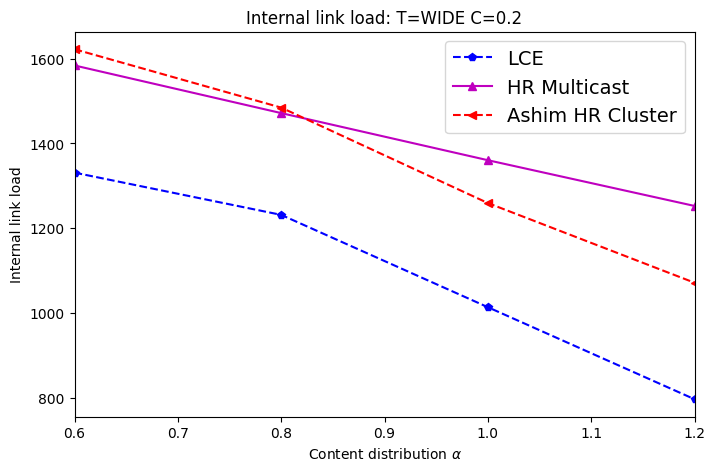 Internal link load: T=WIDE C=0.2
LCE
HR Multicast
Ashim HR Cluster
Internal link load
1600
1400
1200
1000
800
0.6 0.7 0.8 0.9 1.0 1.1 1.2
Content distribution α